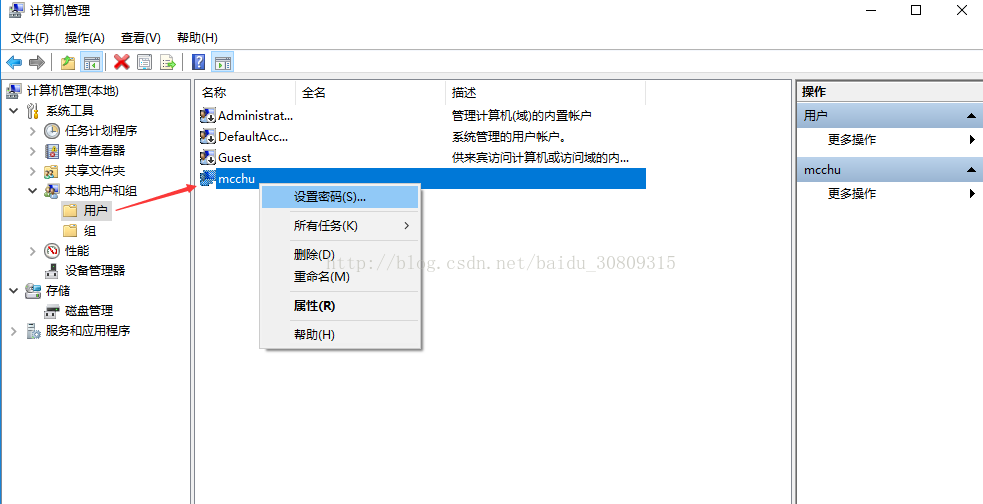 计算机管理
文件(F) 操作(A) 查看(V) 帮助(H)
计算机管理(本地)
系统工具
任务计划程序
事件查看器
共享文件夹
本地用户和组
用户
组
性能
设备管理器
存储
磁盘管理
服务和应用程序
名称 全名 描述
Administrat... 管理计算机(域)的内置帐户
DefaultAcc... 系统管理的用户帐户。
Guest 供来宾访问计算机或访问域的内...
mcchu
设置密码(S)...
所有任务(K)
删除(D)
重命名(M)
属性(R)
帮助(H)
http://blog.csdn.net/baidu_30809315
操作
用户
更多操作
mcchu
更多操作